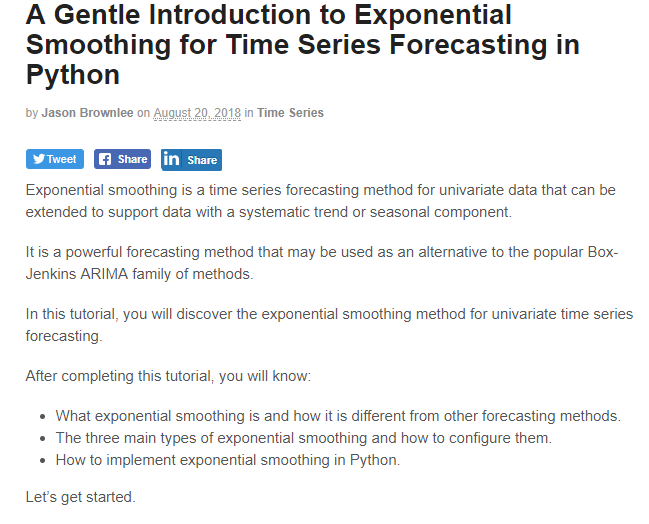 A Gentle Introduction to Exponential
Smoothing for Time Series Forecasting in
Python
by Jason Brownlee on August 20, 2018 in Time Series
Tweet Share Share
Exponential smoothing is a time series forecasting method for univariate data that can be
extended to support data with a systematic trend or seasonal component.
It is a powerful forecasting method that may be used as an alternative to the popular Box-
Jenkins ARIMA family of methods.
In this tutorial, you will discover the exponential smoothing method for univariate time series
forecasting.
After completing this tutorial, you will know:
• What exponential smoothing is and how it is different from other forecasting methods.
• The three main types of exponential smoothing and how to configure them.
• How to implement exponential smoothing in Python.
Let’s get started.